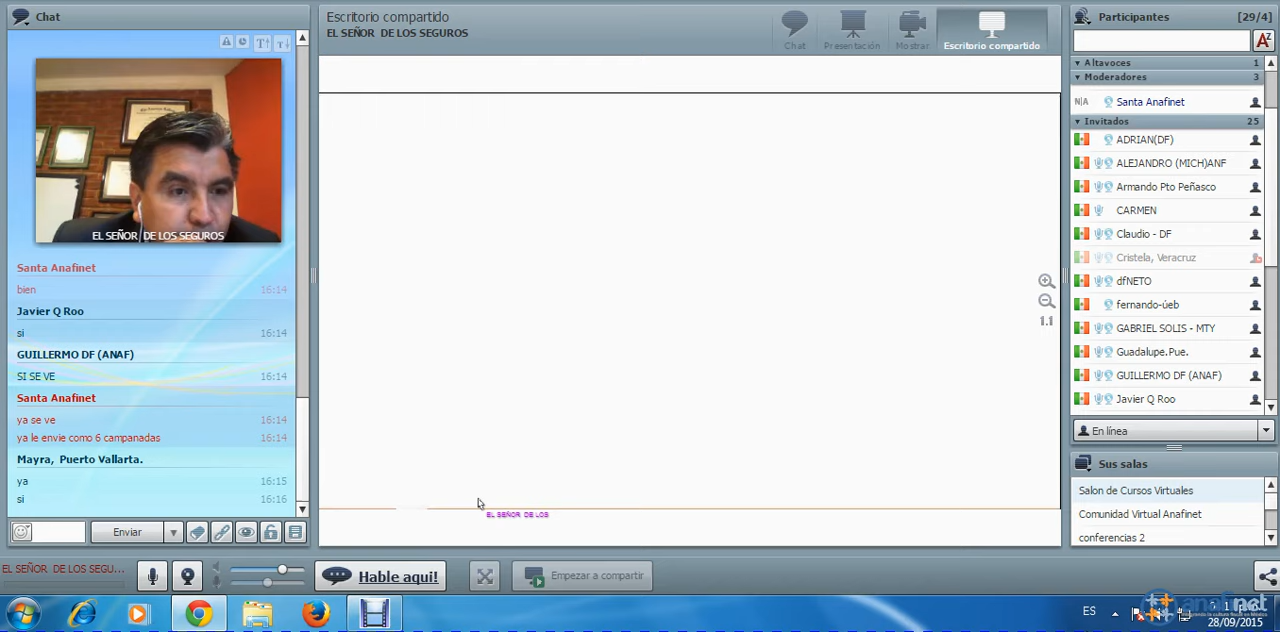 Chat
EL SEÑOR DE LOS SEGUROS
Santa Anafinet
bien 16:14
Javier Q Roo
si 16:14
GUILLERMO DF (ANAF)
SI SE VE 16:14
Santa Anafinet
ya se ve 16:14
ya le envie como 6 campanadas 16:14
Mayra, Puerto Vallarta.
ya 16:15
si 16:16
Enviar
Escritorio compartido
EL SEÑOR DE LOS SEGUROS
Chat
Presentación
Mostrar
Escritorio compartido
1.1
EL SEÑOR DE LOS
Participantes [29/4]
Altavoces 1
Moderadores 3
N/A Santa Anafinet
Invitados 25
ADRIAN(DF)
ALEJANDRO (MICH)ANF
Armando Pto Peñasco
CARMEN
Claudio - DF
Cristela, Veracruz
dfNETO
fernando-úeb
GABRIEL SOLIS - MTY
Guadalupe.Pue.
GUILLERMO DF (ANAF)
Javier Q Roo
En línea
Sus salas
Salon de Cursos Virtuales
Comunidad Virtual Anafinet
conferencias 2
EL SEÑOR DE LOS SEGU...
Hable aqui!
Empezar a compartir
ES
anafinet
28/09/2015